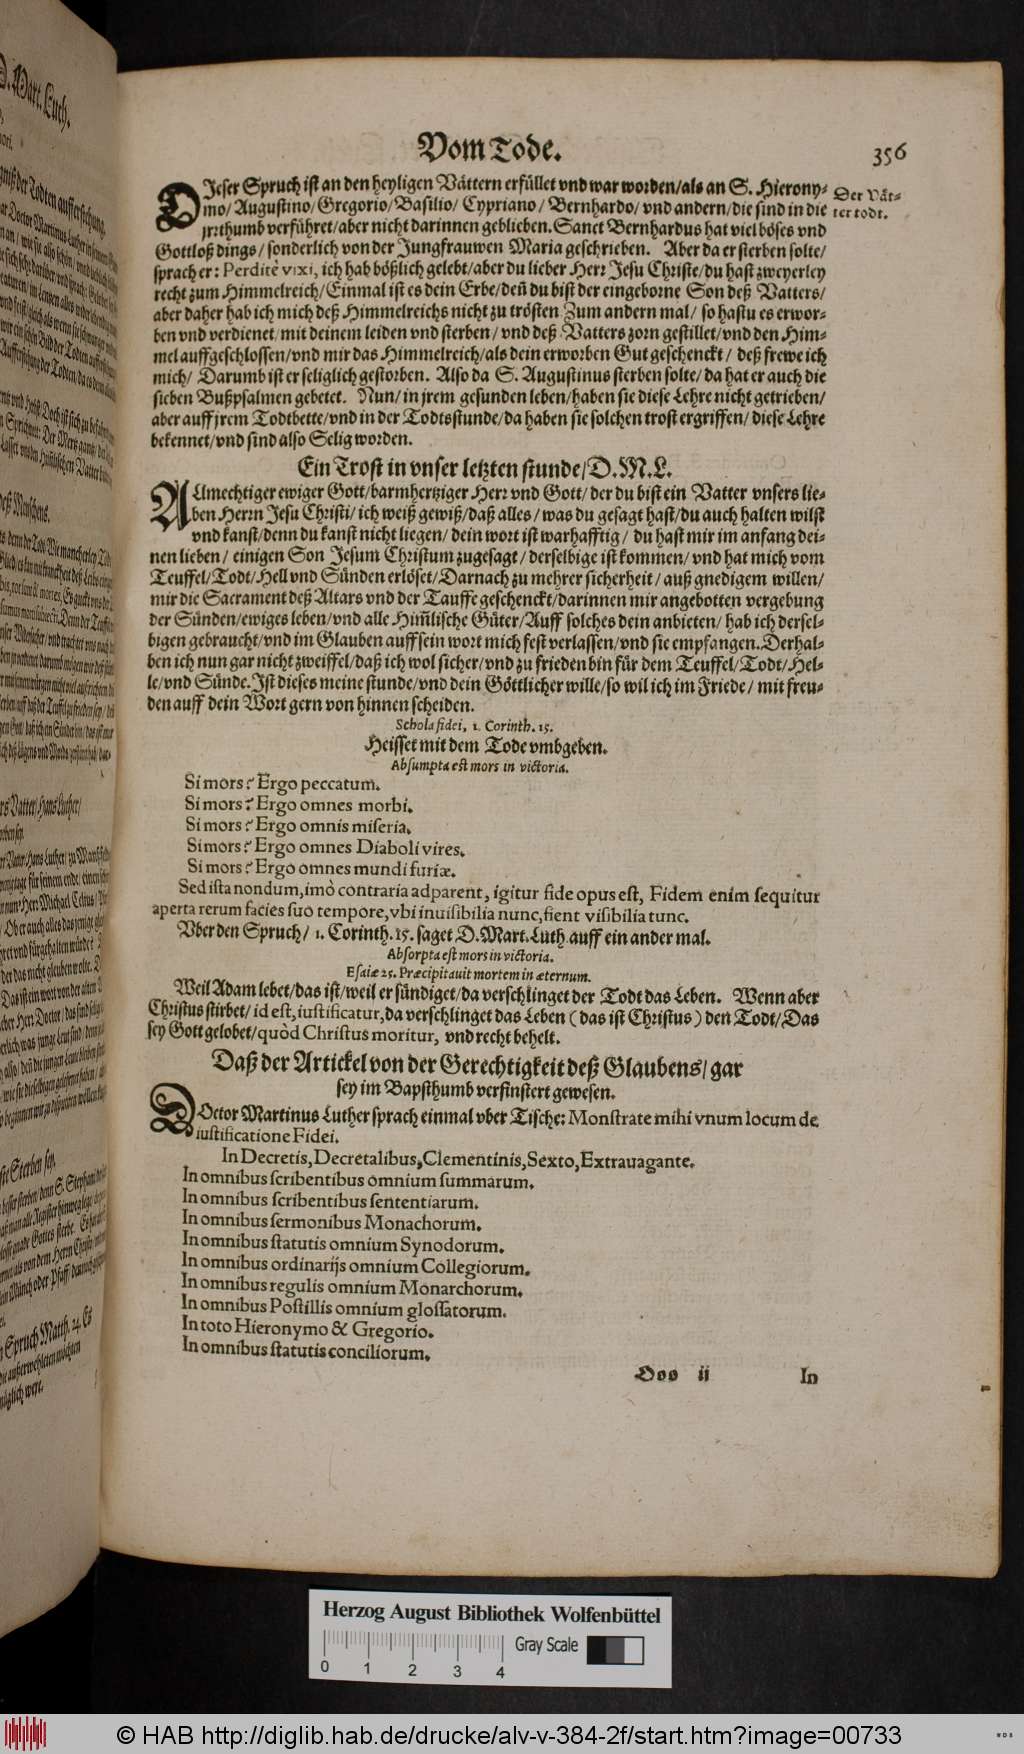 Vom Tode.
356
DIeser Spruch ist an den heyligen Vättern erfüllet vnd war worden/als an S. Hierony-
mo/ Augustino/Gregorio/Basilio/ Cypriano/ Bernhardo/ vnd andern/die sind in die
jrrthumb verführet/aber nicht darinnen geblieben. Sanct Bernhardus hat viel böses vnd
Gottloß dings/ sonderlich von der Jungfrauwen Maria geschrieben. Aber da er sterben solte/
sprach er: Perditè vixi, ich hab bößlich gelebt/aber du lieber Herr Jesu Christe/du hast zweyerley
recht zum Himmelreich/Einmal ist es dein Erbe/deñ du bist der eingeborne Son deß Vatters/
aber daher hab ich mich deß Himmelreichs nicht zu trösten Zum andern mal/ so hastu es erwor-
ben vnd verdienet/mit deinem leiden vnd sterben/ vnd deß Vatters zorn gestillet/vnd den Him-
mel auffgeschlossen/vnd mir das Himmelreich/als dein erworben Gut geschenckt/ deß frewe ich
mich/ Darumb ist er seliglich gestorben. Also da S. Augustinus sterben solte/ da hat er auch die
sieben Bußpsalmen gebetet. Nun/ in jrem gesunden leben/haben sie diese Lehre nicht getrieben/
aber auff jrem Todtbette/vnd in der Todtsstunde/da haben sie solchen trost ergriffen/ diese Lehre
bekennet/vnd sind also Selig worden.
Der Vät-
ter todt.
Ein Trost in vnser letzten stunde/D.M.L.
ALlmechtiger ewiger Gott/barmhertziger Herr vnd Gott/ der du bist ein Vatter vnsers lie-
ben Herrn Jesu Christi/ ich weiß gewiß/daß alles/ was du gesagt hast/du auch halten wilst
vnd kanst/denn du kanst nicht liegen/ dein wort ist warhafftig/ du hast mir im anfang dei-
nen lieben/ einigen Son Jesum Christum zugesagt/ derselbige ist kommen/ vnd hat mich vom
Teuffel/Todt/Hell vnd Sünden erlöset/Darnach zu mehrer sicherheit/ auß gnedigem willen/
mir die Sacrament deß Altars vnd der Tauffe geschenckt/darinnen mir angebotten vergebung
der Sünden/ewiges leben/vnd alle Him̃lische Güter/Auff solches dein anbieten/ hab ich dersel-
bigen gebraucht/vnd im Glauben auff sein wort mich fest verlassen/vnd sie empfangen.Derhal-
ben ich nun gar nicht zweiffel/daß ich wol sicher/vnd zu frieden bin für dem Teuffel/Todt/Hel-
le/vnd Sünde.Ist dieses meine stunde/vnd dein Göttlicher wille/so wil ich im Friede/ mit freu-
den auff dein Wort gern von hinnen scheiden.
Schola fidei, 1. Corinth. 15.
Heisset mit dem Tode vmbgeben.
Absumpta est mors in victoria.
Si mors? Ergo peccatum.
Si mors? Ergo omnes morbi.
Si mors? Ergo omnis miseria.
Si mors? Ergo omnes Diaboli vires.
Si mors? Ergo omnes mundi furiæ.
Sed ista nondum, imò contraria adparent, igitur fide opus est, Fidem enim sequitur
aperta rerum facies suo tempore, vbi inuisibilia nunc, fient visibilia tunc.
Vber den Spruch/ 1. Corinth. 15. saget D.Mart. Luth auff ein ander mal.
Absorpta est mors in victoria.
Esaiæ 25. Præcipitauit mortem in æternum.
Weil Adam lebet/das ist/weil er sündiget/da verschlinget der Todt das Leben. Wenn aber
Christus stirbet/ id est, iustificatur, da verschlinget das Leben (das ist Christus) den Todt/Das
sey Gott gelobet/quòd Christus moritur, vnd recht behelt.
Daß der Artickel von der Gerechtigkeit deß Glaubens/gar
sey im Bapsthumb verfinstert gewesen.
DOctor Martinus Luther sprach einmal vber Tische: Monstrate mihi vnum locum de
iustificatione Fidei.
In Decretis, Decretalibus, Clementinis, Sexto, Extrauagante.
In omnibus scribentibus omnium summarum.
In omnibus scribentibus sententiarum.
In omnibus sermonibus Monachorum.
In omnibus statutis omnium Synodorum.
In omnibus ordinarijs omnium Collegiorum.
In omnibus regulis omnium Monarchorum.
In omnibus Postillis omnium glossatorum.
In toto Hieronymo & Gregorio.
In omnibus statutis conciliorum.
Ooo ii
In
Herzog August Bibliothek Wolfenbüttel
Gray Scale
0 1 2 3 4
© HAB http://diglib.hab.de/drucke/alv-v-384-2f/start.htm?image=00733